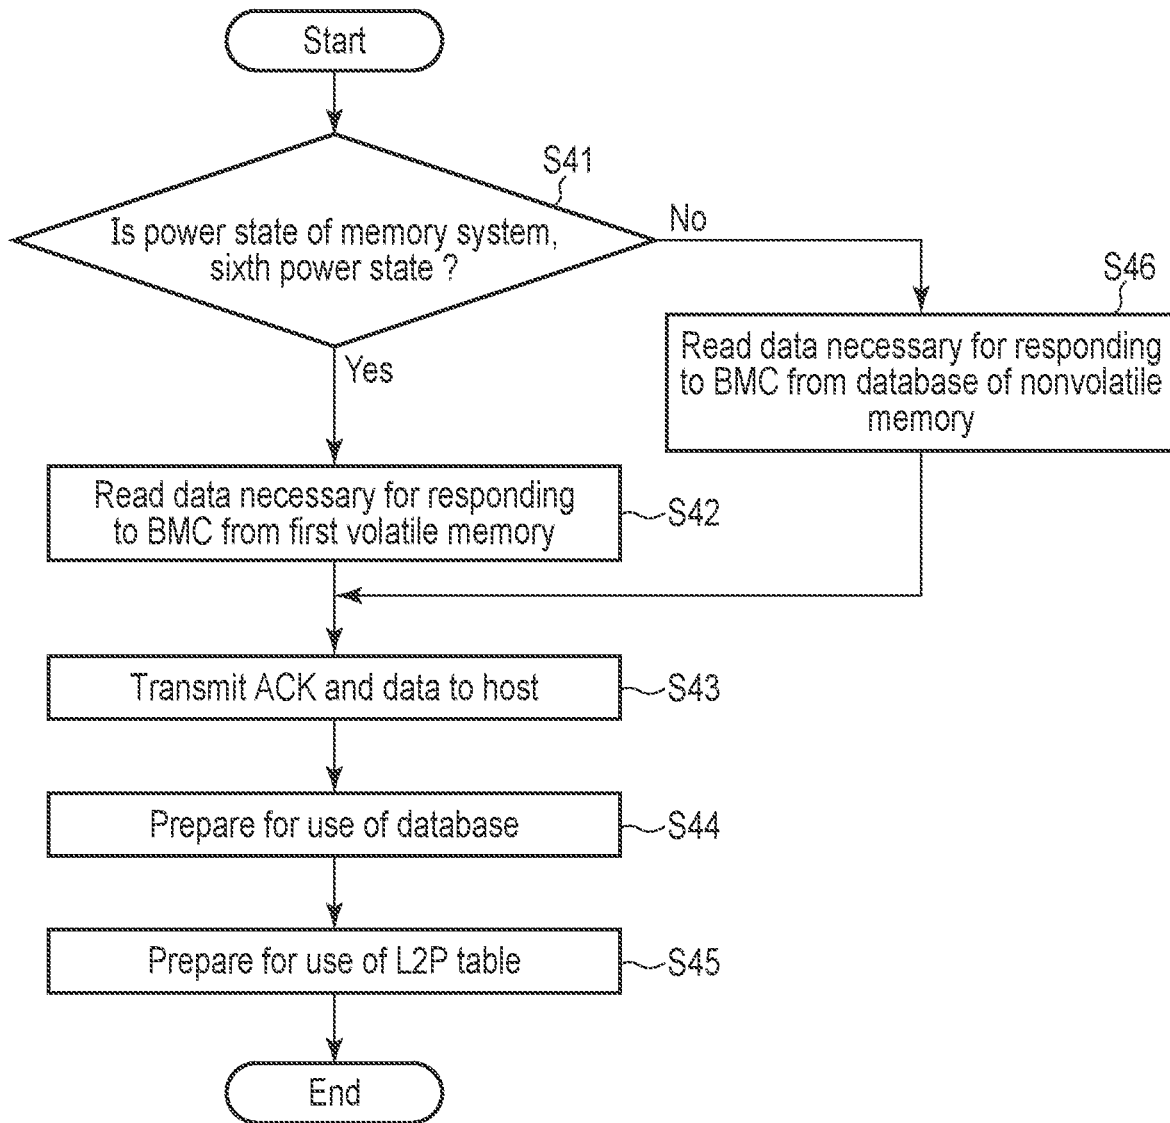 Start
S41
Is power state of memory system,
sixth power state ?
No
Yes
S46
Read data necessary for responding
to BMC from database of nonvolatile
memory
Read data necessary for responding
to BMC from first volatile memory
S42
Transmit ACK and data to host
S43
Prepare for use of database
S44
Prepare for use of L2P table
S45
End